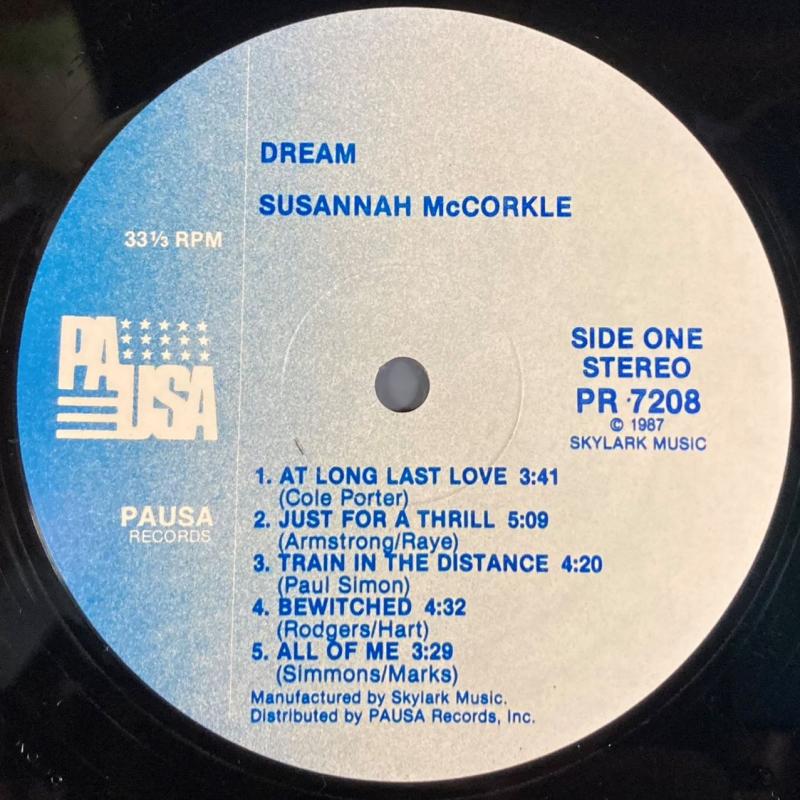 DREAM
SUSANNAH McCORKLE
33⅓ RPM
PAUSA
SIDE ONE
STEREO
PR 7208
© 1987
SKYLARK MUSIC
PAUSA
RECORDS
1. AT LONG LAST LOVE 3:41
(Cole Porter)
2. JUST FOR A THRILL 5:09
(Armstrong/Raye)
3. TRAIN IN THE DISTANCE 4:20
(Paul Simon)
4. BEWITCHED 4:32
(Rodgers/Hart)
5. ALL OF ME 3:29
(Simmons/Marks)
Manufactured by Skylark Music.
Distributed by PAUSA Records, Inc.